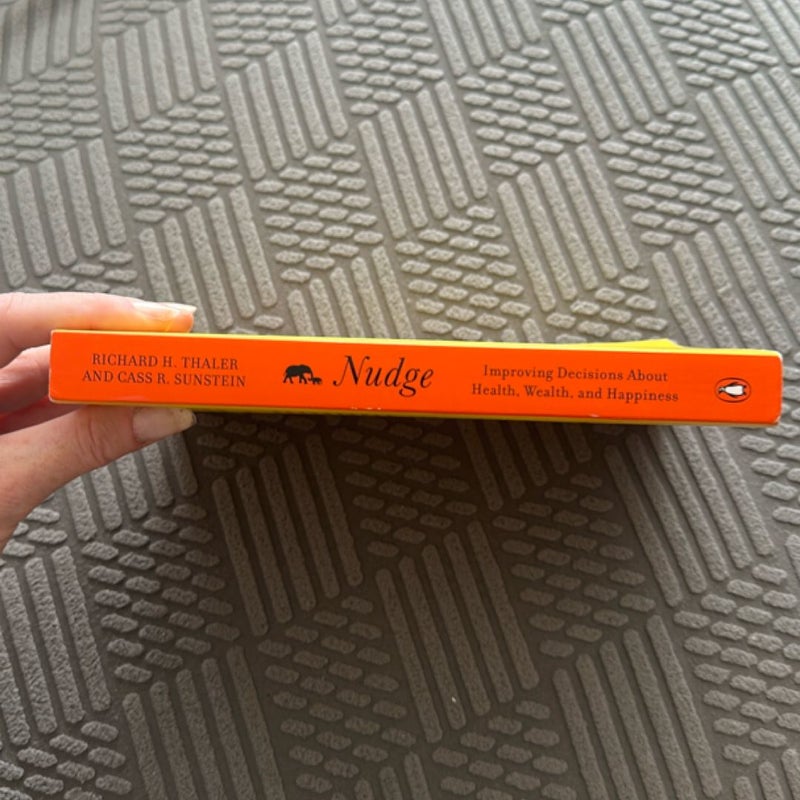 RICHARD H. THALER
AND CASS R. SUNSTEIN
Nudge
Improving Decisions About
Health, Wealth, and Happiness